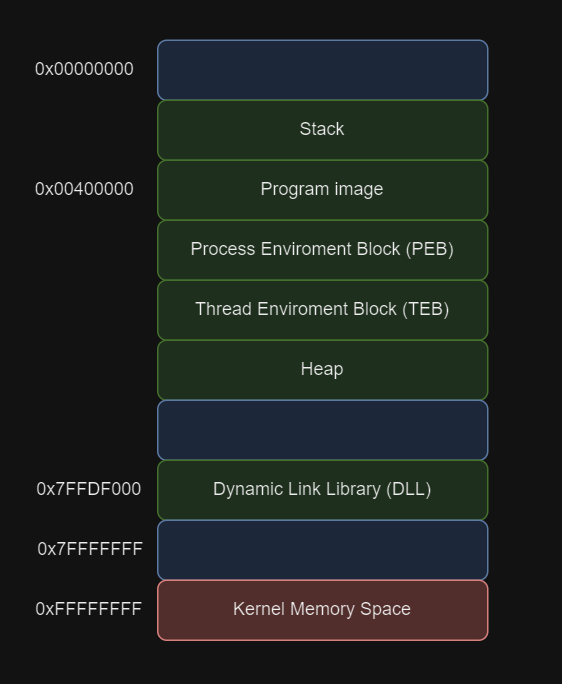 0x00000000
Stack
0x00400000 Program image
Process Enviroment Block (PEB)
Thread Enviroment Block (TEB)
Heap
0x7FFDF000 Dynamic Link Library (DLL)
0x7FFFFFFF
0xFFFFFFFF Kernel Memory Space